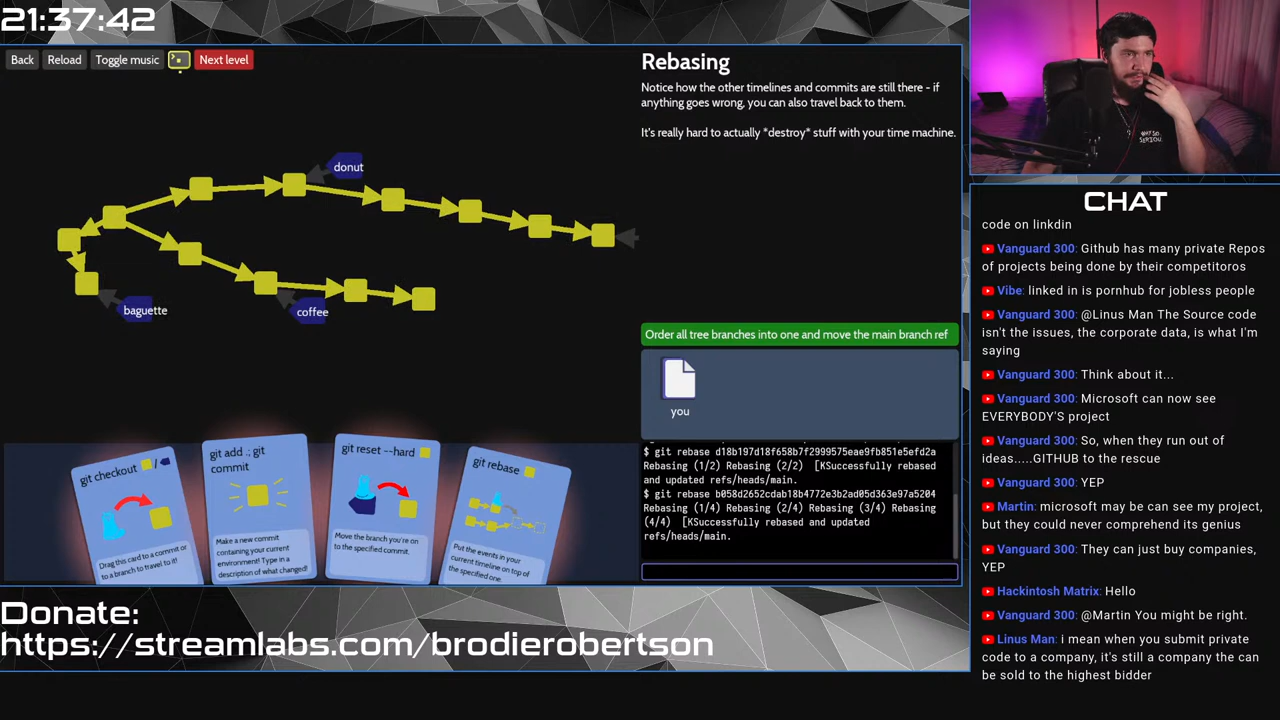 21:37:42
Back
Reload
Toggle music
Next level
Rebasing
Notice how the other timelines and commits are still there - if
anything goes wrong, you can also travel back to them.
It's really hard to actually *destroy* stuff with your time machine.
donut
baguette
coffee
Order all tree branches into one and move the main branch ref
you
git checkout
/
Drag this card to a commit or
to a branch to travel to it!
git add .; git
commit
Make a new commit
containing your current
environment! Type in a
description of what changed!
git reset --hard
Move the branch you're on
to the specified commit.
git rebase
Put the events in your
current timeline on top of
the specified one.
$ git rebase d18b197d18f658b7f2999575eae9fb851e5efd2a
Rebasing (1/2) Rebasing (2/2) [KSuccessfully rebased
and updated refs/heads/main.
$ git rebase b058d2652cdab18b4772e3b2ad05d363e97a5204
Rebasing (1/4) Rebasing (2/4) Rebasing (3/4) Rebasing
(4/4) [KSuccessfully rebased and updated
refs/heads/main.
CHAT
code on linkdin
Vanguard 300: Github has many private Repos
of projects being done by their competitoros
Vibe: linked in is pornhub for jobless people
Vanguard 300: @Linus Man The Source code
isn't the issues, the corporate data, is what I'm
saying
Vanguard 300: Think about it...
Vanguard 300: Microsoft can now see
EVERYBODY'S project
Vanguard 300: So, when they run out of
ideas.....GITHUB to the rescue
Vanguard 300: YEP
Martin: microsoft may be can see my project,
but they could never comprehend its genius
Vanguard 300: They can just buy companies,
YEP
Hackintosh Matrix: Hello
Vanguard 300: @Martin You might be right.
Linus Man: i mean when you submit private
code to a company, it's still a company the can
be sold to the highest bidder
Donate:
https://streamlabs.com/brodierobertson